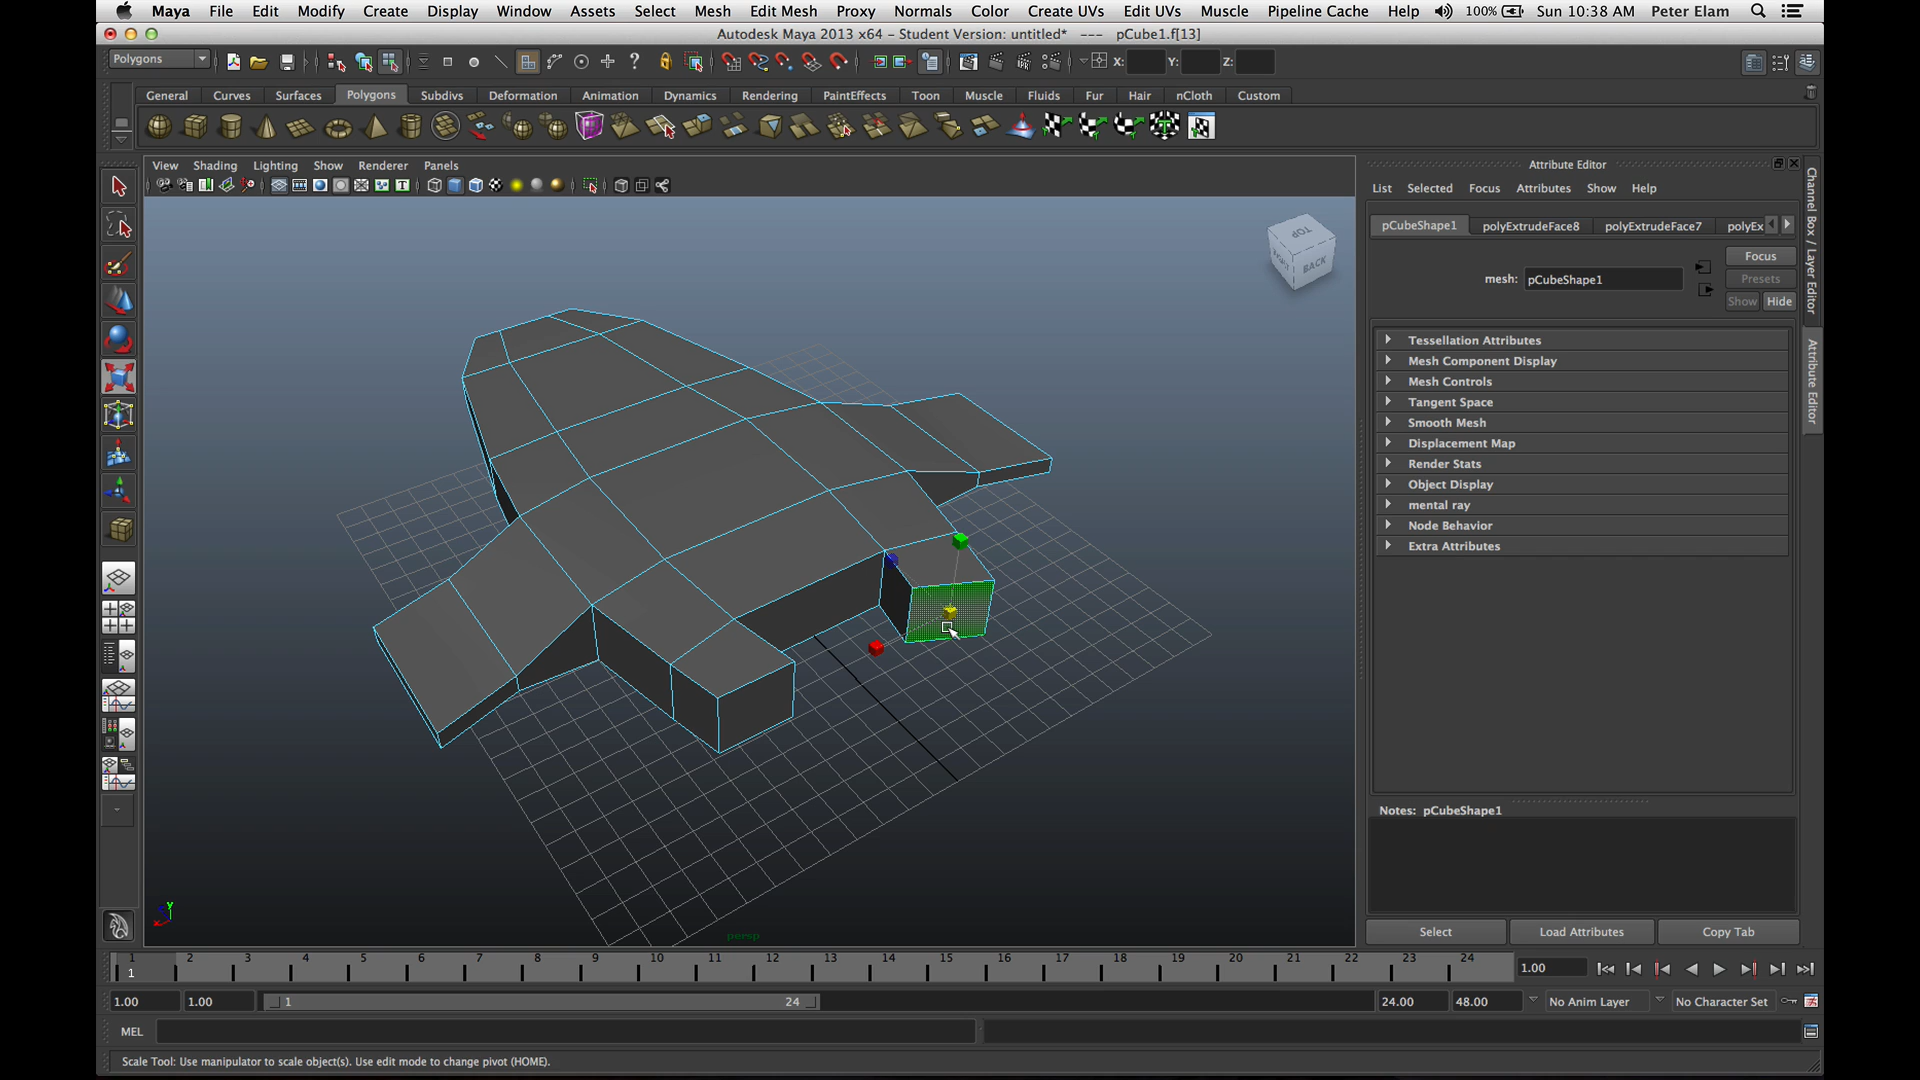 Maya File Edit Modify Create Display Window Assets Select Mesh Edit Mesh Proxy Normals Color Create UVs Edit UVs Muscle Pipeline Cache Help 100% Sun 10:38 AM Peter Elam
Autodesk Maya 2013 x64 - Student Version: untitled* --- pCube1.f[13]
Polygons X: Y: Z:
General Curves Surfaces Polygons Subdivs Deformation Animation Dynamics Rendering PaintEffects Toon Muscle Fluids Fur Hair nCloth Custom
View Shading Lighting Show Renderer Panels
Attribute Editor
List Selected Focus Attributes Show Help
pCubeShape1 polyExtrudeFace8 polyExtrudeFace7 polyEx
Focus
mesh: pCubeShape1
Presets
Show Hide
Tessellation Attributes
Mesh Component Display
Mesh Controls
Tangent Space
Smooth Mesh
Displacement Map
Render Stats
Object Display
mental ray
Node Behavior
Extra Attributes
Notes: pCubeShape1
Select Load Attributes Copy Tab
Channel Box / Layer Editor
Attribute Editor
TOP
BACK
y
persp
1 2 3 4 5 6 7 8 9 10 11 12 13 14 15 16 17 18 19 20 21 22 23 24
1 1.00
1.00 1.00 1 24 24.00 48.00 No Anim Layer No Character Set
MEL
Scale Tool: Use manipulator to scale object(s). Use edit mode to change pivot (HOME).